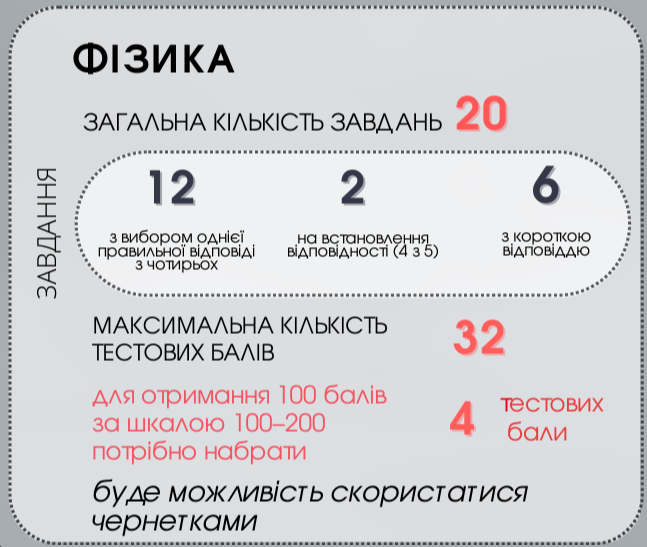 ФІЗИКА
ЗАГАЛЬНА КІЛЬКІСТЬ ЗАВДАНЬ 20
ЗАВДАННЯ
12
з вибором однієї
правильної відповіді
з чотирьох
2
на встановлення
відповідності (4 з 5)
6
з короткою
відповіддю
МАКСИМАЛЬНА КІЛЬКІСТЬ
ТЕСТОВИХ БАЛІВ
32
для отримання 100 балів
за шкалою 100–200
потрібно набрати
4
тестових
бали
буде можливість скористатися
чернетками